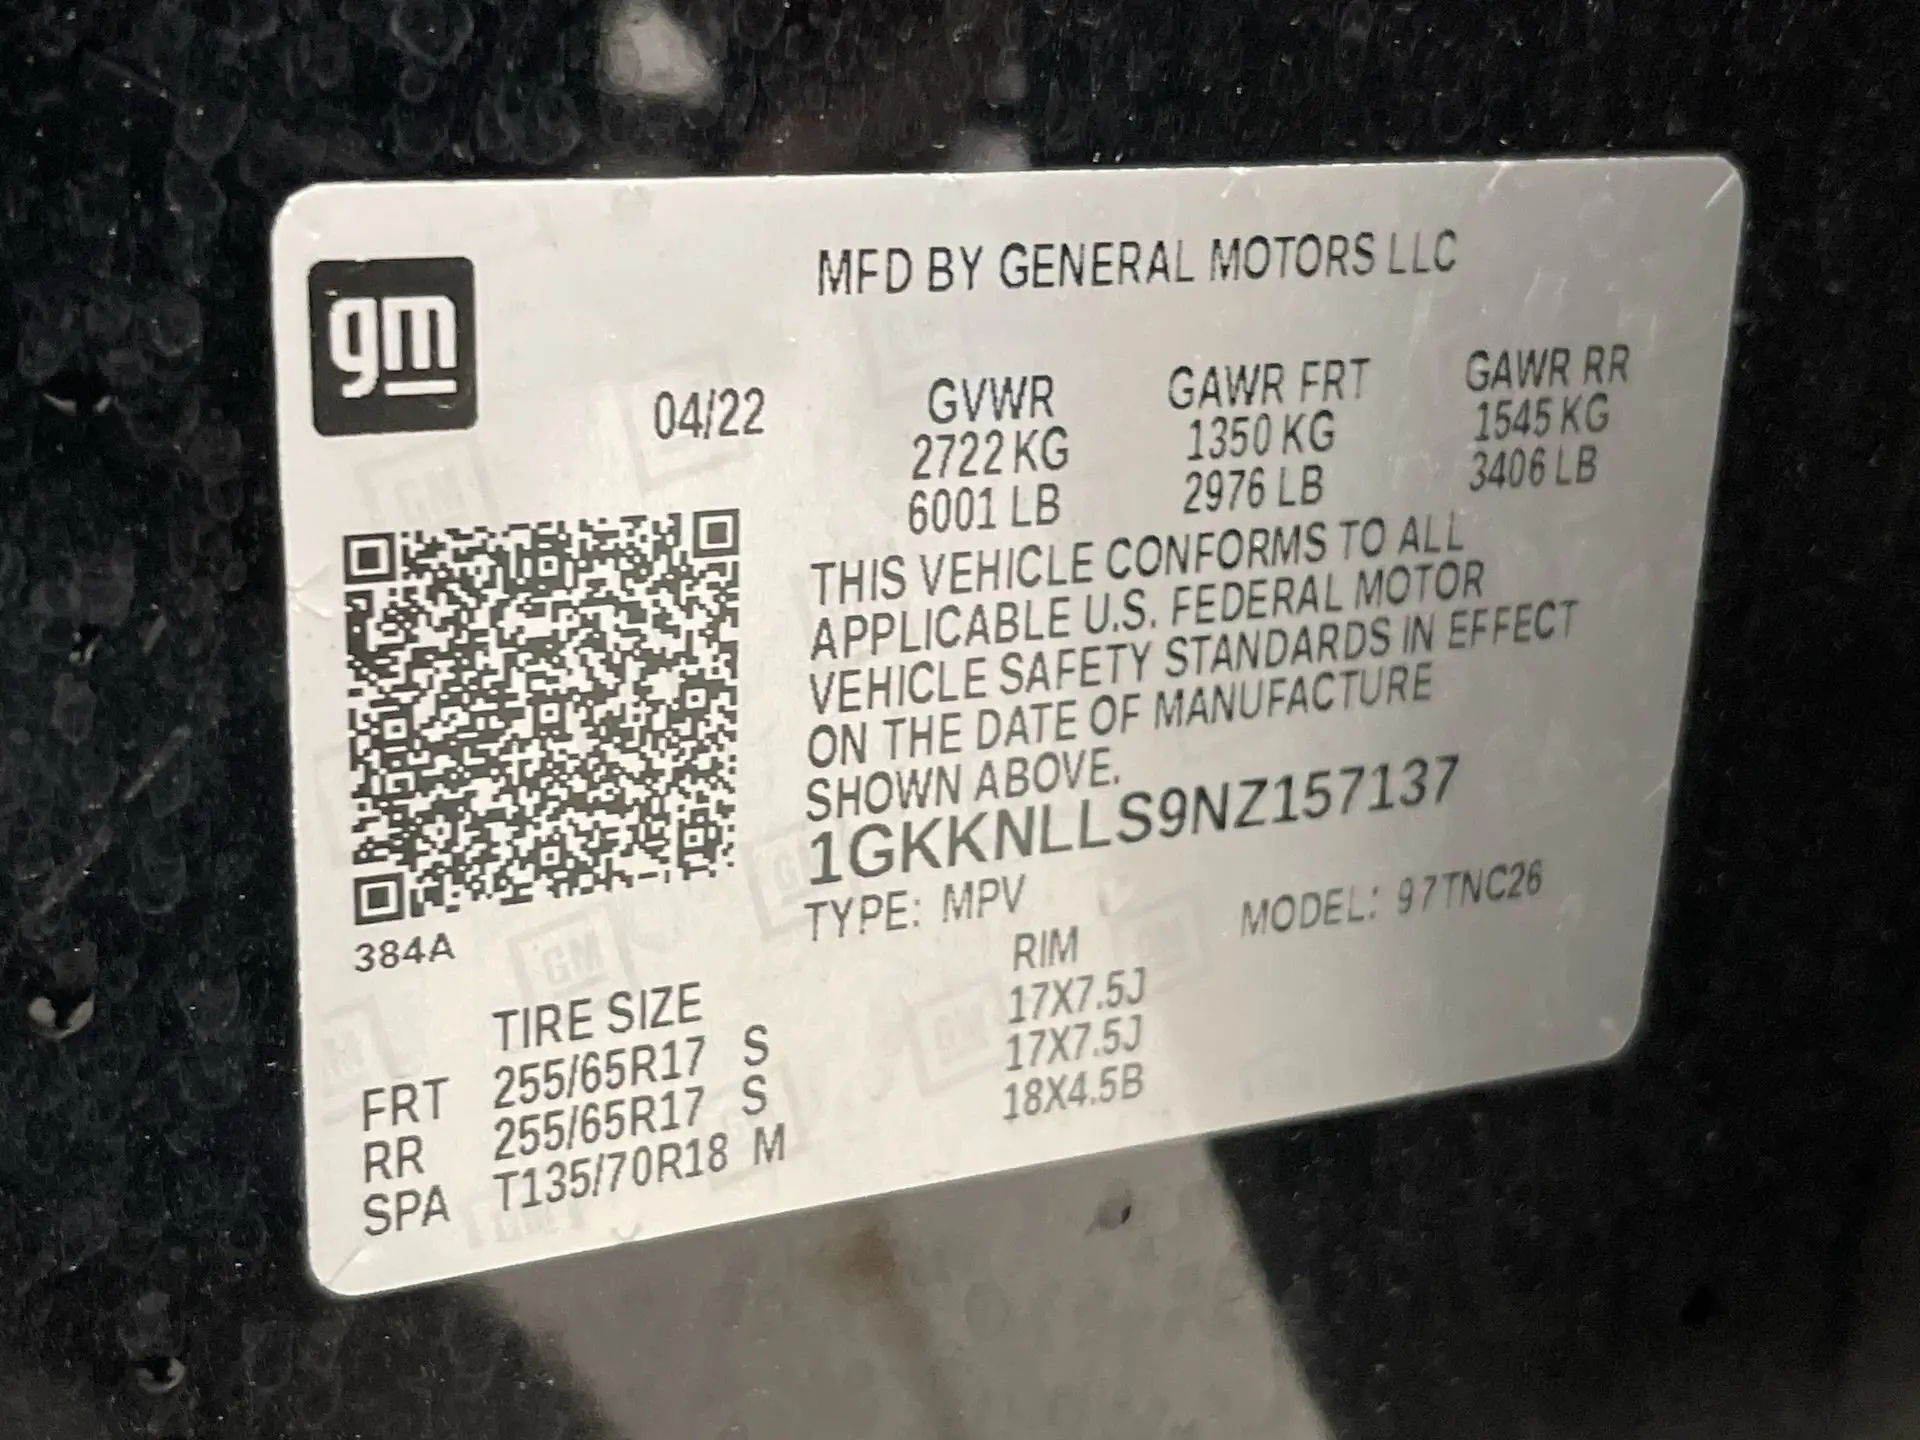 gm
MFD BY GENERAL MOTORS LLC
04/22 GVWR GAWR FRT GAWR RR
2722 KG 1350 KG 1545 KG
6001 LB 2976 LB 3406 LB
THIS VEHICLE CONFORMS TO ALL
APPLICABLE U.S. FEDERAL MOTOR
VEHICLE SAFETY STANDARDS IN EFFECT
ON THE DATE OF MANUFACTURE
SHOWN ABOVE.
1GKKNLLS9NZ157137
TYPE: MPV MODEL: 97TNC26
384A
TIRE SIZE RIM
FRT 255/65R17 S 17X7.5J
RR 255/65R17 S 17X7.5J
SPA T135/70R18 M 18X4.5B